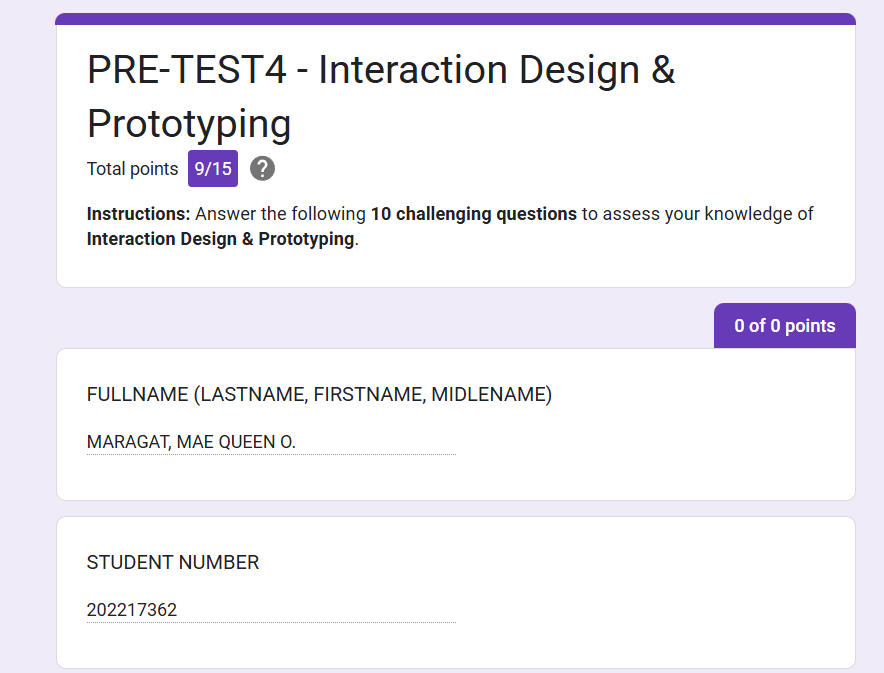 PRE-TEST4 - Interaction Design &
Prototyping
Total points 9/15 ?
Instructions: Answer the following 10 challenging questions to assess your knowledge of
Interaction Design & Prototyping.
0 of 0 points
FULLNAME (LASTNAME, FIRSTNAME, MIDLENAME)
MARAGAT, MAE QUEEN O.
STUDENT NUMBER
202217362